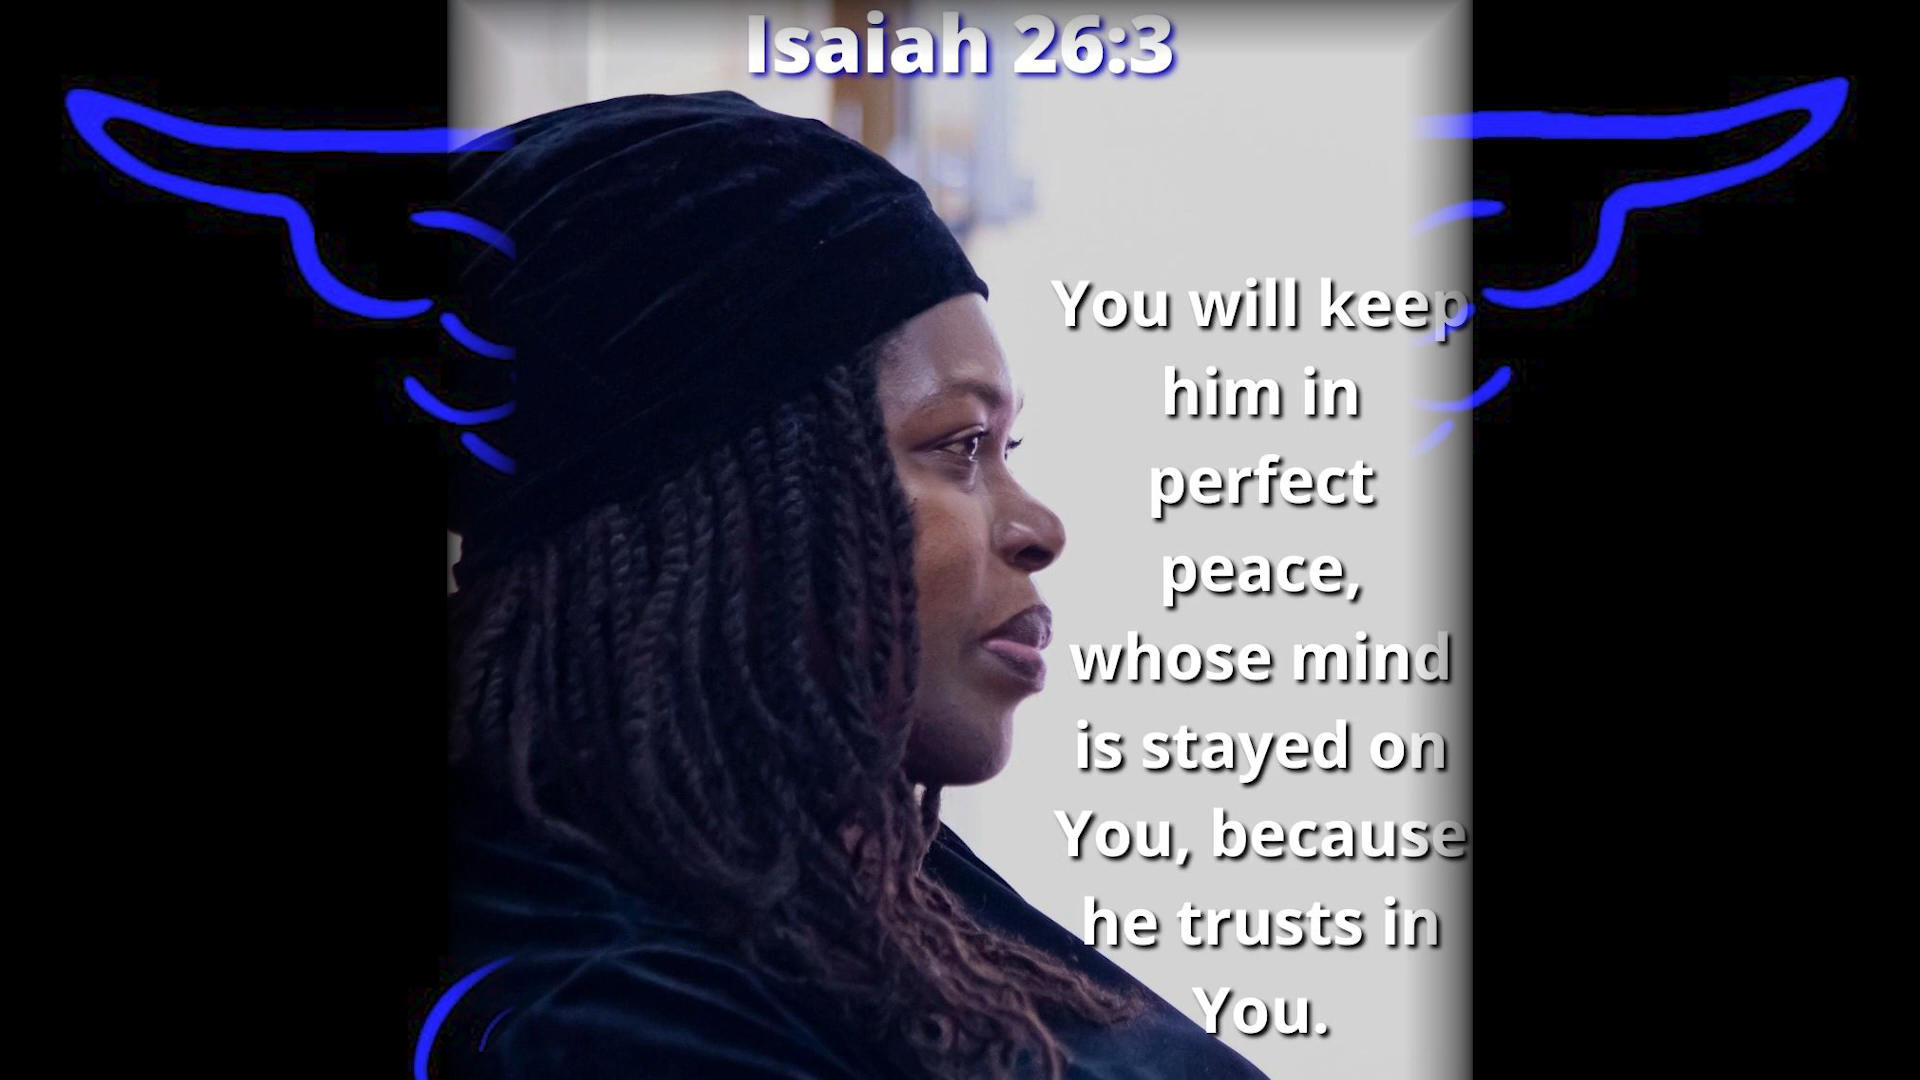 Isaiah 26:3
You will keep
him in
perfect
peace,
whose mind
is stayed on
You, because
he trusts in
You.